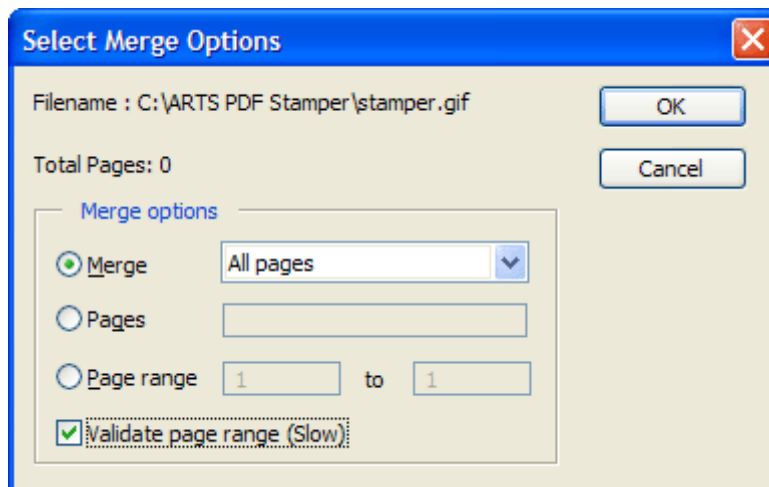 Select Merge Options
Filename : C:\ARTS PDF Stamper\stamper.gif
OK
Total Pages: 0
Cancel
Merge options
Merge All pages
Pages
Page range 1 to 1
Validate page range (Slow)